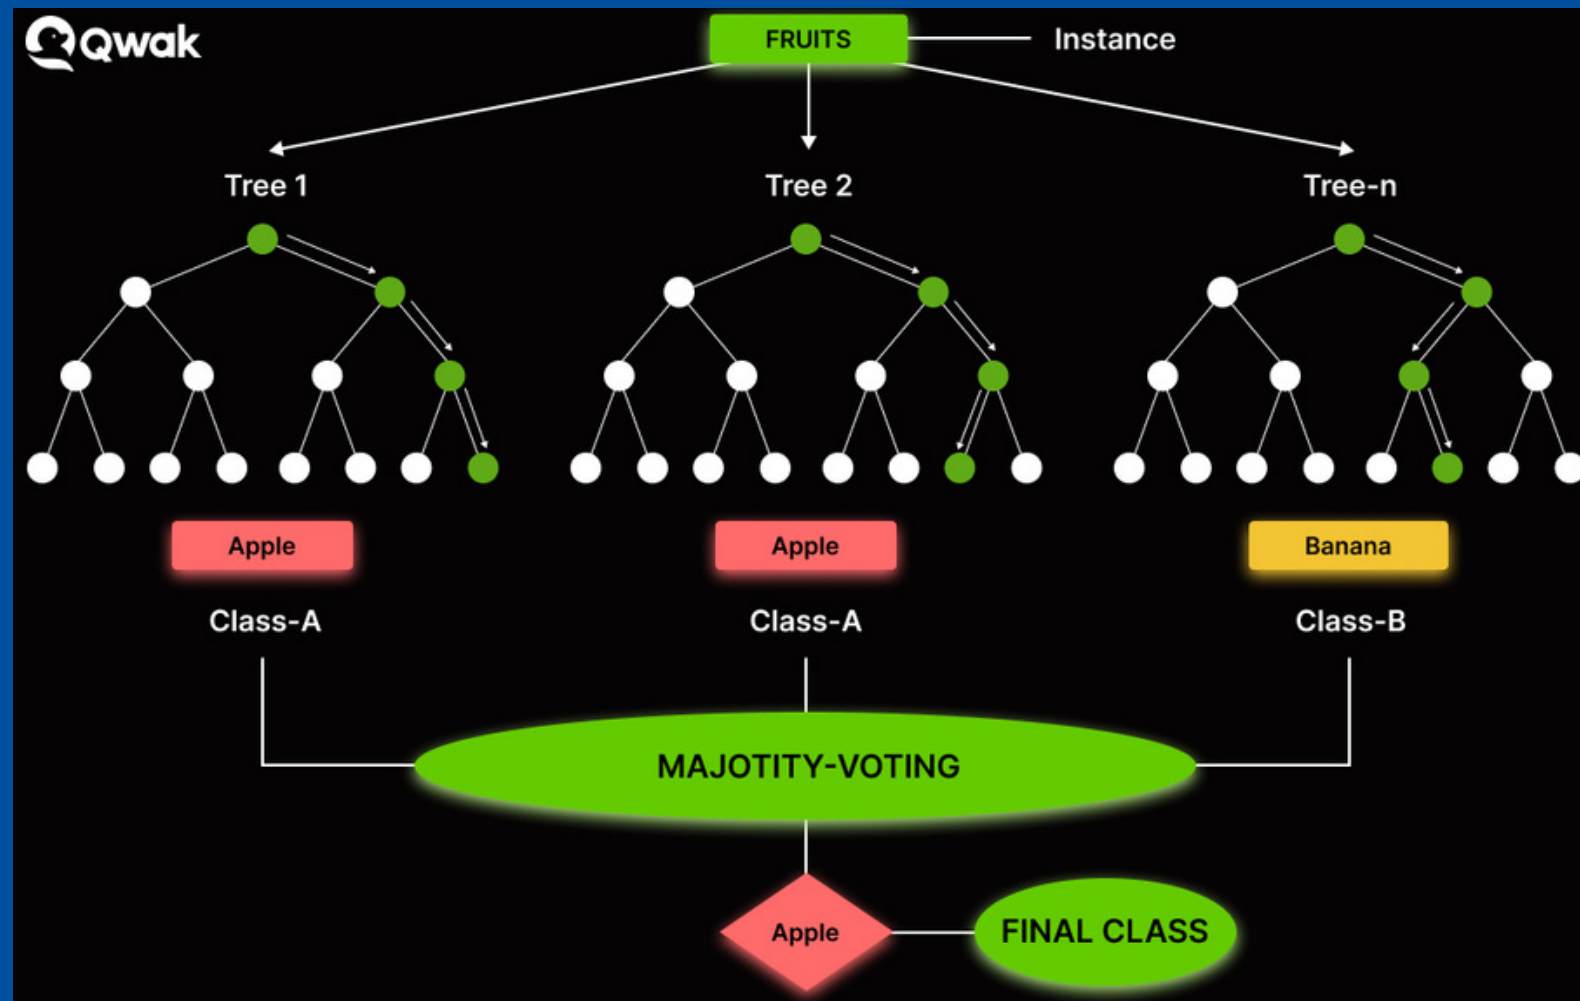 Qwak
FRUITS
Instance
Tree 1
Tree 2
Tree-n
Apple
Apple
Banana
Class-A
Class-A
Class-B
MAJOTITY-VOTING
Apple
FINAL CLASS